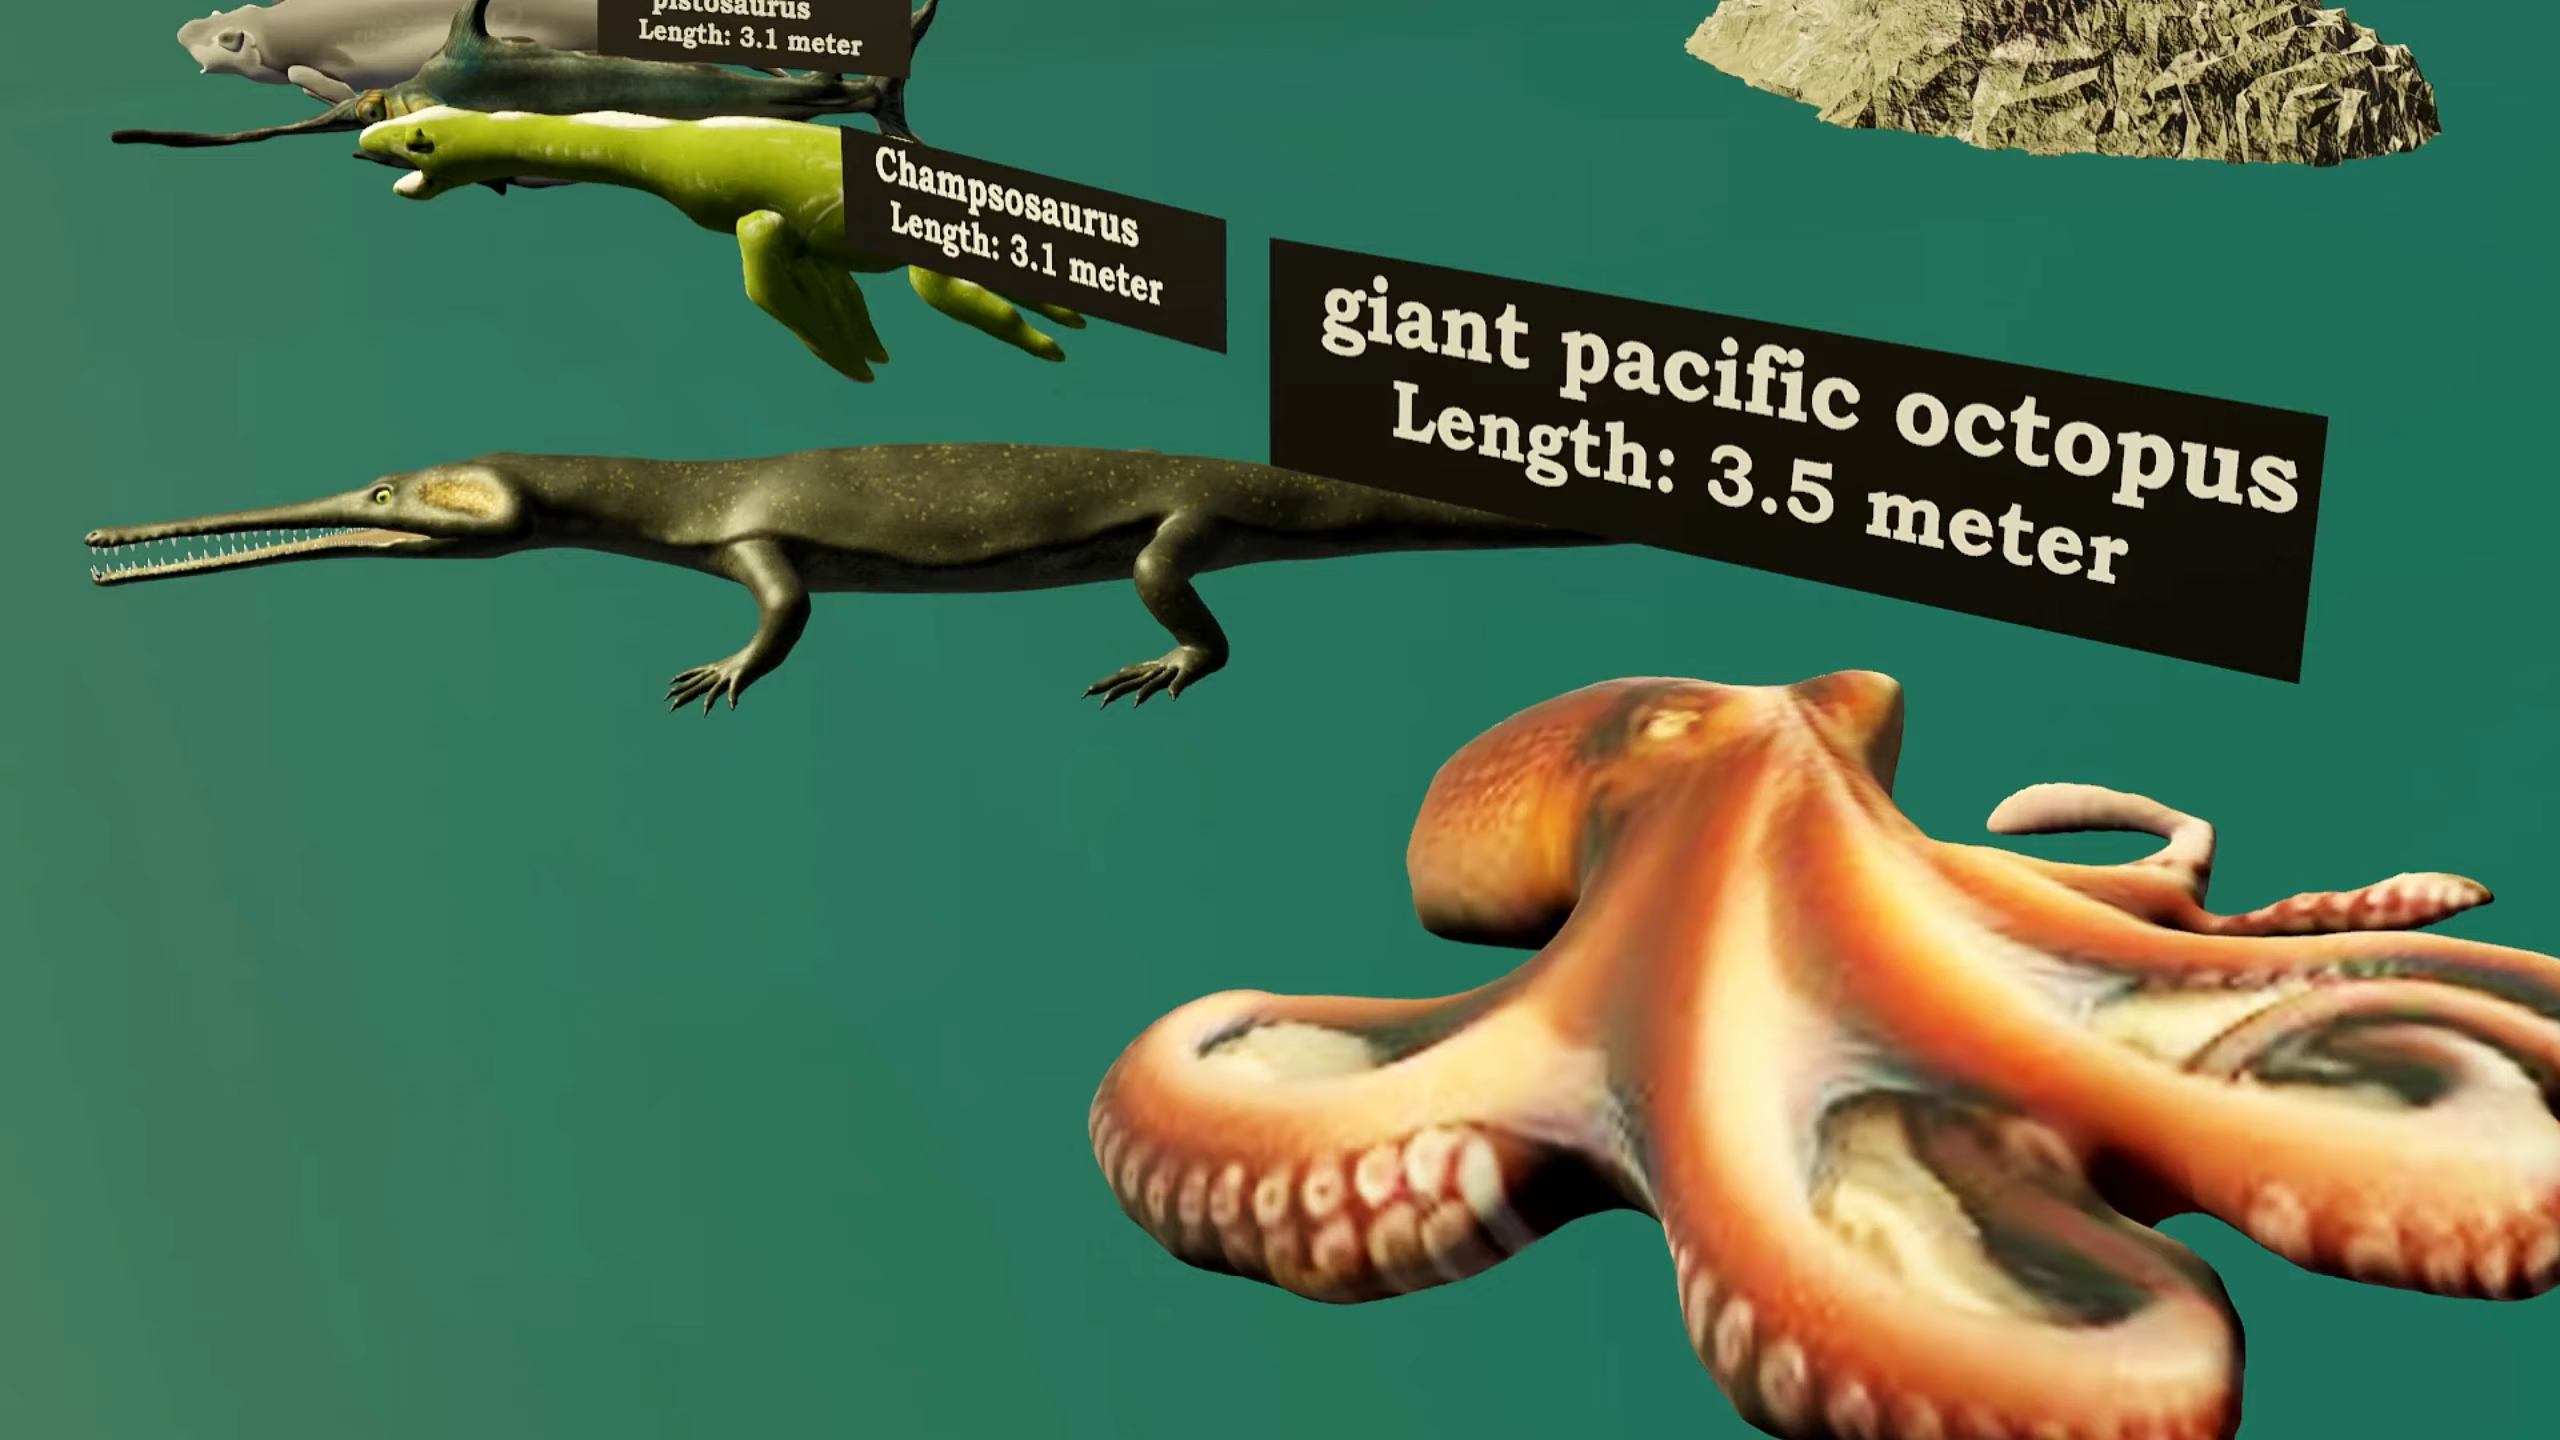 pistosaurus
Length: 3.1 meter
Champsosaurus
Length: 3.1 meter
giant pacific octopus
Length: 3.5 meter